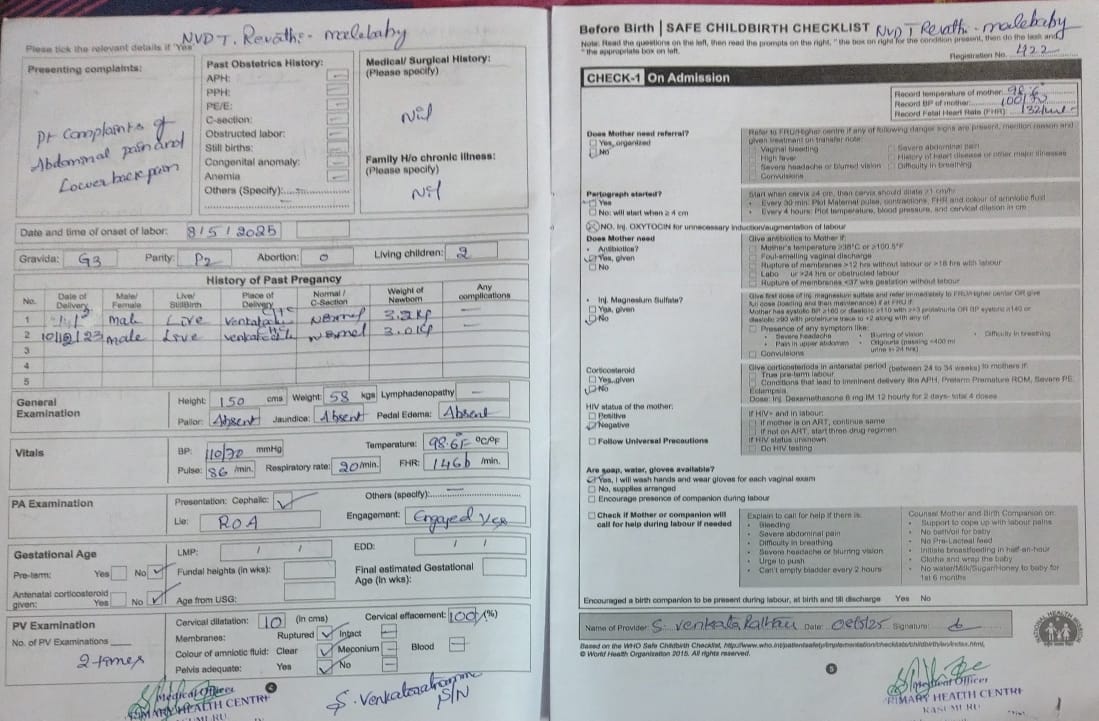 NVD T. Revathi - malebaby
Please tick the relevant details if 'Yes'
Presenting complaints:
Pt complaints of
Abdominal pain and
Lower back pain
Past Obstetrics History:
APH:
PPH:
PE/E:
C-section:
Obstructed labor:
Still births:
Congenital anomaly:
Anemia
Others (Specify):
Medical/ Surgical History:
(Please specify)
Nil
Family H/o chronic illness:
(Please specify)
Nil
Date and time of onset of labor: 8/5/2025
Gravida: G3 Parity: P2 Abortion: 0 Living children: 2
History of Past Pregancy
No. Date of Delivery Male/ Female Live/ Stillbirth Place of Delivery Normal / C-Section Weight of Newborn Any complications
1 male Live Normal 3.2kg
2 male Live Normal 3.0kg
3
4
5
General Examination
Height: 150 cms Weight: 58 kgs Lymphadenopathy —
Pallor: Absent Jaundice: Absent Pedal Edema: Absent
Vitals
BP: 110/70 mmHg Temperature: 98.6F °C/°F
Pulse: 86 /min. Respiratory rate: 20/min. FHR: 146b /min.
PA Examination
Presentation: Cephalic: ✓ Others (specify): —
Lie: ROA Engagement: Engaged Yes
Gestational Age
LMP: / / EDD: / /
Pre-term: Yes No ✓ Fundal heights (in wks): Final estimated Gestational Age (in wks):
Antenatal corticosteroid given: Yes No ✓ Age from USG:
PV Examination
Cervical dilatation: 10 (in cms) Cervical effacement: 100% (%)
No. of PV Examinations
2 times
Membranes: Ruptured ✓ Intact —
Colour of amniotic fluid: Clear ✓ Meconium — Blood —
Pelvis adequate: Yes ✓ No —
Medical Officer
PRIMARY HEALTH CENTRE
KASUMURU
S/N
4
Before Birth | SAFE CHILDBIRTH CHECKLIST NVD T Revathi - malebaby
Note: Read the questions on the left, then read the prompts on the right, " the box on right for the condition present, then do the task and
" the appropriate box on left.
Registration No. 422
CHECK-1 On Admission
Record temperature of mother: 98.6
Record BP of mother: 100/70
Record Fetal Heart Rate (FHR): 132/mt
Does Mother need referral?
Yes, organized
No
Refer to FRU/Higher centre if any of following danger signs are present, mention reason and
given treatment on transfer note:
Vaginal bleeding
High fever
Severe headache or blurred vision
Convulsions
Severe abdominal pain
History of heart disease or other major illnesses
Difficulty in breathing
Partograph started?
Yes
No: will start when ≥ 4 cm
Start when cervix ≥4 cm, then cervix should dilate ≥1 cm/hr
• Every 30 min: Plot Maternal pulse, contractions, FHR and colour of amniotic fluid
• Every 4 hours: Plot temperature, blood pressure, and cervical dilation in cm
NO. Inj. OXYTOCIN for unnecessary induction/augmentation of labour
Does Mother need
• Antibiotics?
Yes, given
No
Give antibiotics to Mother if:
Mother's temperature ≥38°C or ≥100.5°F
Foul-smelling vaginal discharge
Rupture of membranes >12 hrs without labour or >18 hrs with labour
Labo ur >24 hrs or obstructed labour
Rupture of membranes <37 wks gestation without labour
• Inj. Magnesium Sulfate?
Yes, given
No
Give first dose of inj. magnesium sulfate and refer immediately to FRU/Higher center OR give
full dose (loading and then maintenance) if at FRU if:
Mother has systolic BP ≥160 or diastolic ≥110 with ≥+3 proteinuria OR BP systolic ≥140 or
diastolic ≥90 with proteinuria trace to +2 along with any of:
Presence of any symptom like:
• Severe headache
• Pain in upper abdomen
• Blurring of vision
• Oliguria (passing <400 ml urine in 24 hrs)
• Difficulty in breathing
Convulsions
Corticosteroid
Yes, given
No
Give corticosteriods in antenatal period (between 24 to 34 weeks) to mothers if:
True pre-term labour
Conditions that lead to imminent delivery like APH, Preterm Premature ROM, Severe PE,
Eclampsia
Dose: Inj. Dexamethasone 6 mg IM 12 hourly for 2 days- total 4 doses
HIV status of the mother:
Positive
Negative
Follow Universal Precautions
If HIV+ and in labour:
If mother is on ART, continue same
If not on ART, start three drug regimen
If HIV status unknown
Do HIV testing
Are soap, water, gloves available?
Yes, I will wash hands and wear gloves for each vaginal exam
No, supplies arranged
Encourage presence of companion during labour
Check if Mother or companion will
call for help during labour if needed
Explain to call for help if there is:
• Bleeding
• Severe abdominal pain
• Difficulty in breathing
• Severe headache or blurring vision
• Urge to push
• Can't empty bladder every 2 hours
Counsel Mother and Birth Companion on:
• Support to cope up with labour pains
• No bath/oil for baby
• No Pre-Lacteal feed
• Initiate breastfeeding in half-an-hour
• Clothe and wrap the baby
• No water/Milk/Sugar/Honey to baby for
1st 6 months
Encouraged a birth companion to be present during labour, at birth and till discharge Yes No
Name of Provider: S. Date: Signature:
Based on the WHO Safe Childbirth Checklist,
© World Health Organization 2015. All rights reserved.
5
Medical Officer
PRIMARY HEALTH CENTRE
KASUMURU